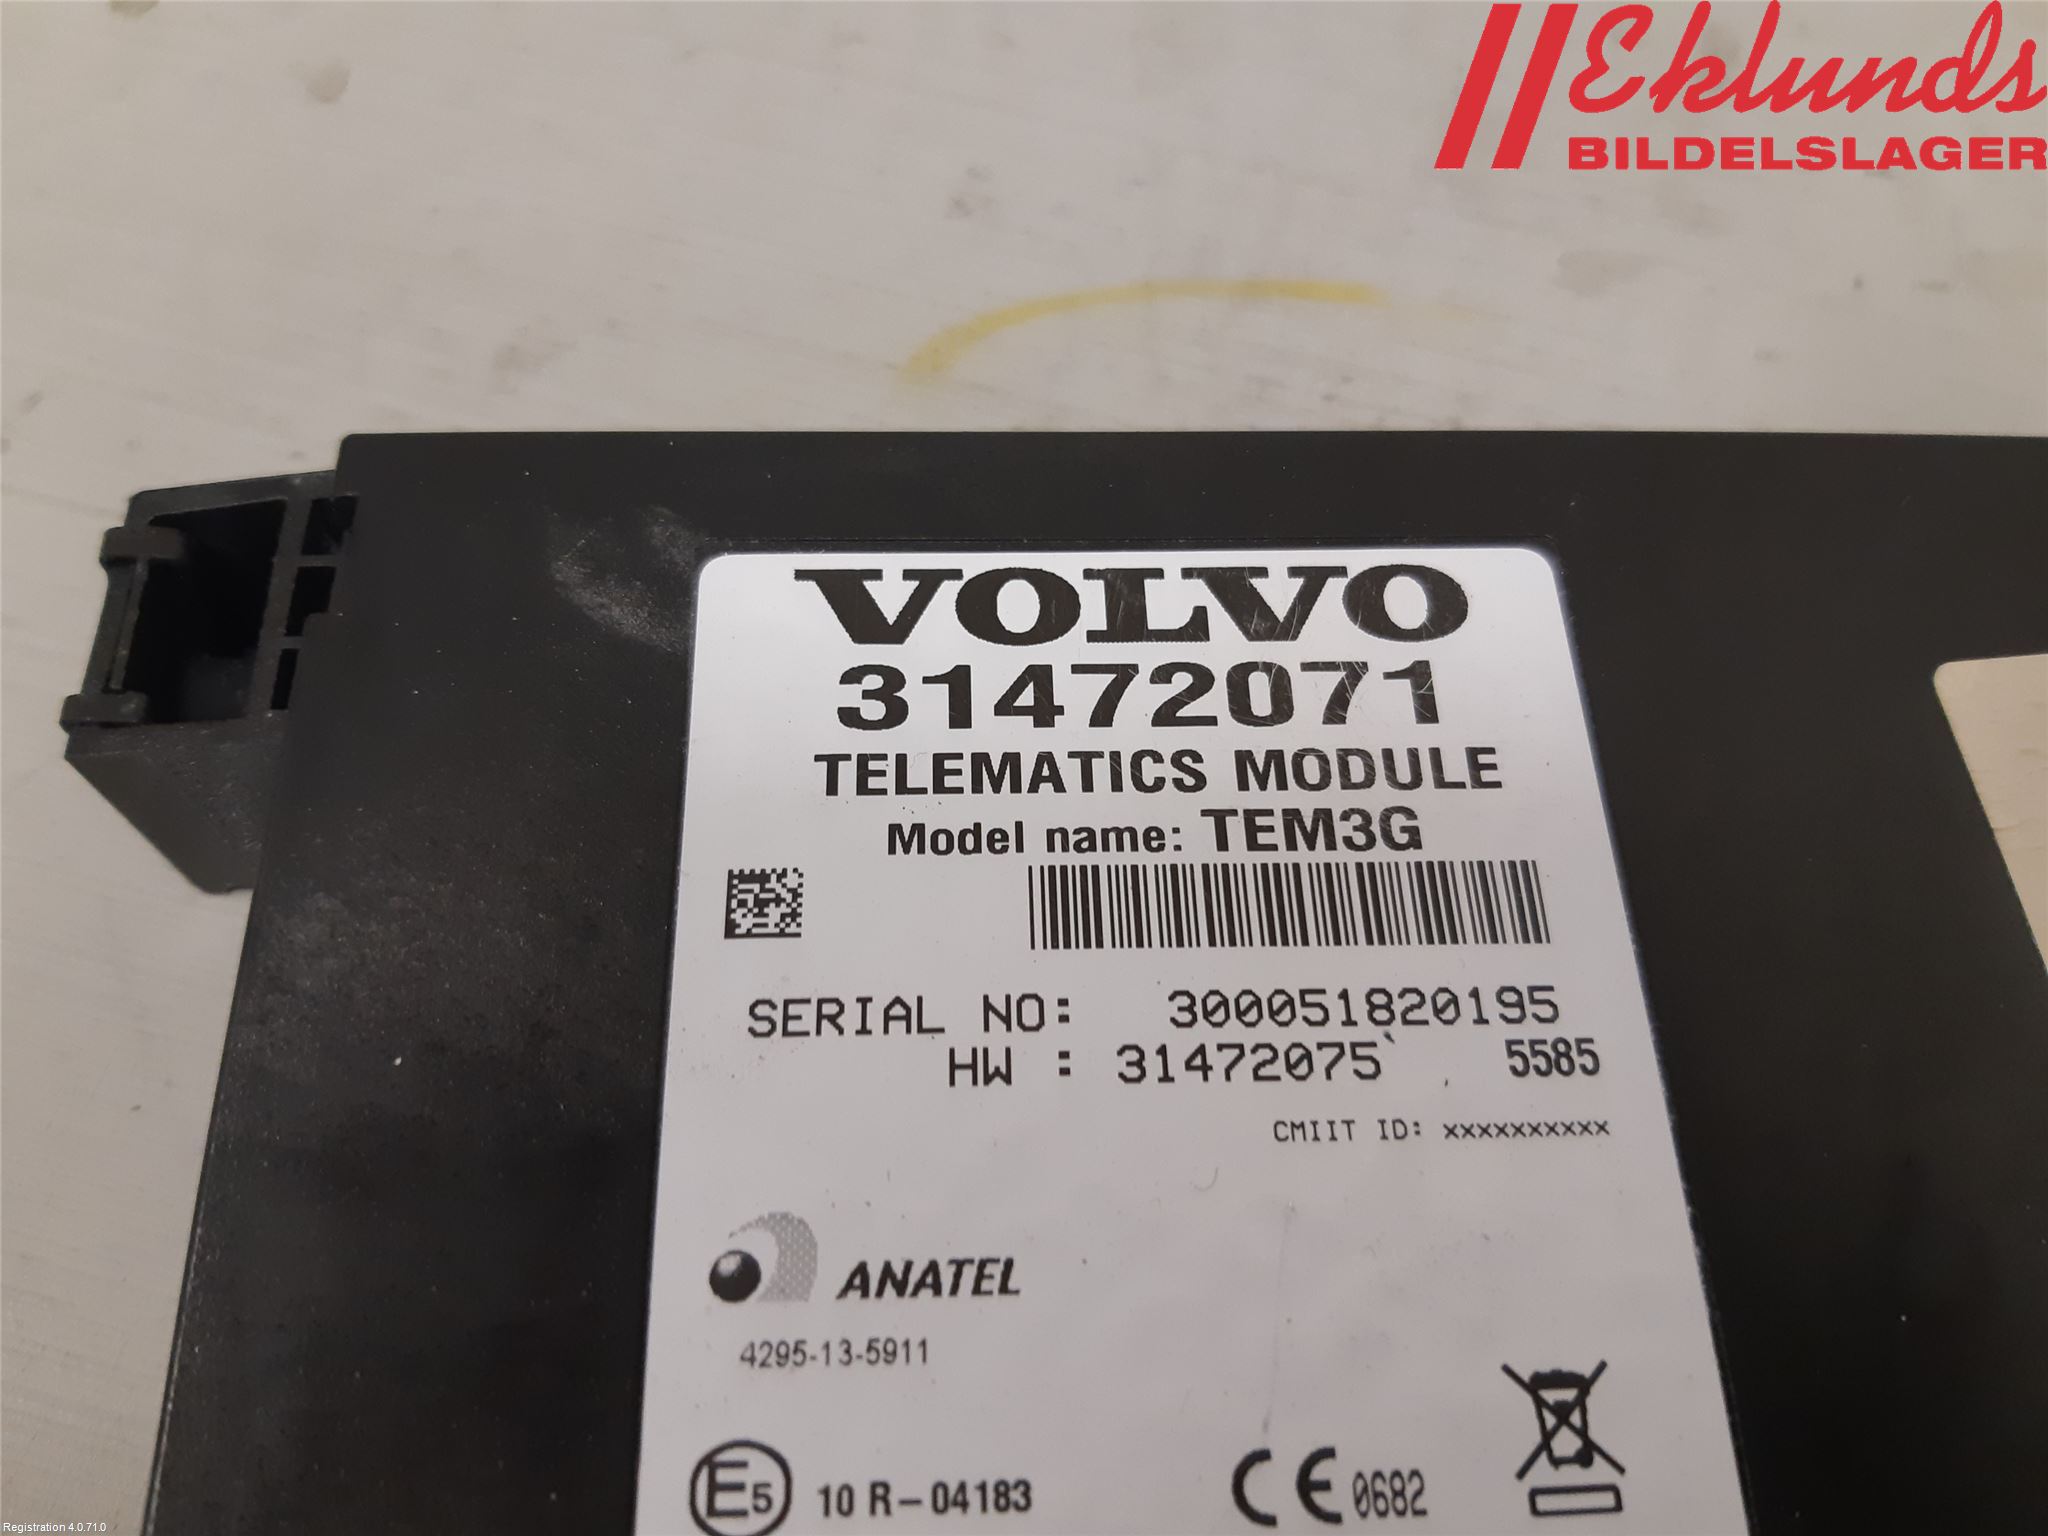 Eklunds
BILDELSLAGER
VOLVO
31472071
TELEMATICS MODULE
Model name: TEM3G
SERIAL NO: 300051820195
HW : 31472075 5585
CMIIT ID: xxxxxxxxxx
ANATEL
4295-13-5911
E5 10 R-04183
CE 0682
Registration 4.0.71.0